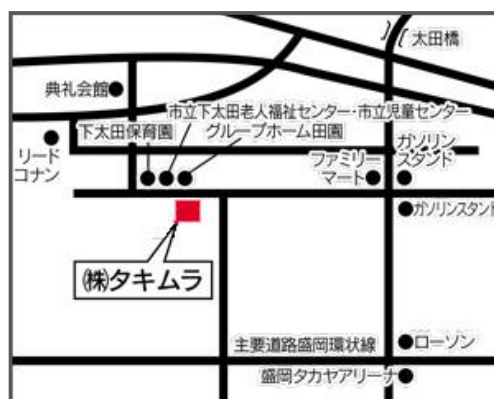 太田橋
典礼会館
市立下太田老人福祉センター・市立児童センター
下太田保育園
グループホーム田園
リード
コナン
ファミリー
マート
ガソリン
スタンド
ガソリンスタンド
㈱タキムラ
主要道路盛岡環状線
ローソン
盛岡タカヤアリーナ